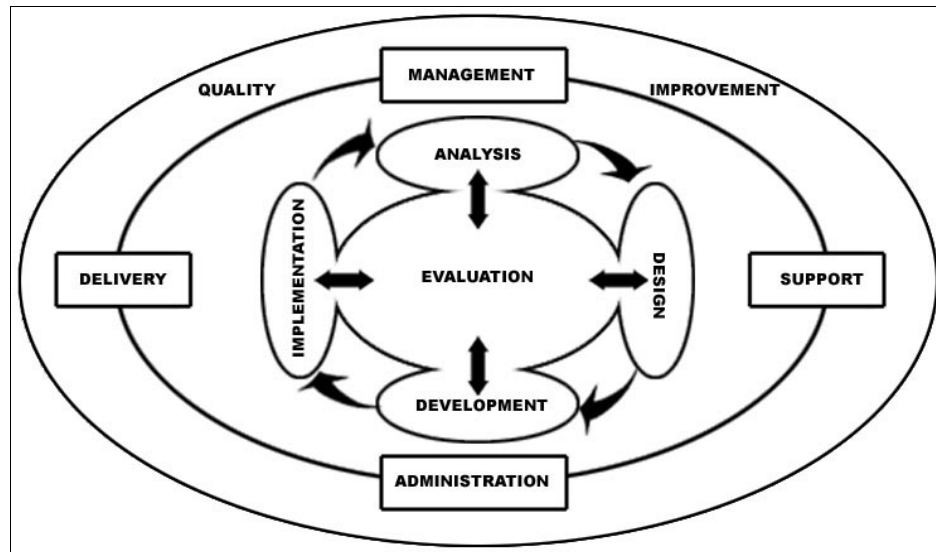 MANAGEMENT
QUALITY
IMPROVEMENT
ANALYSIS
IMPLEMENTATION
DESIGN
DELIVERY
EVALUATION
SUPPORT
DEVELOPMENT
ADMINISTRATION